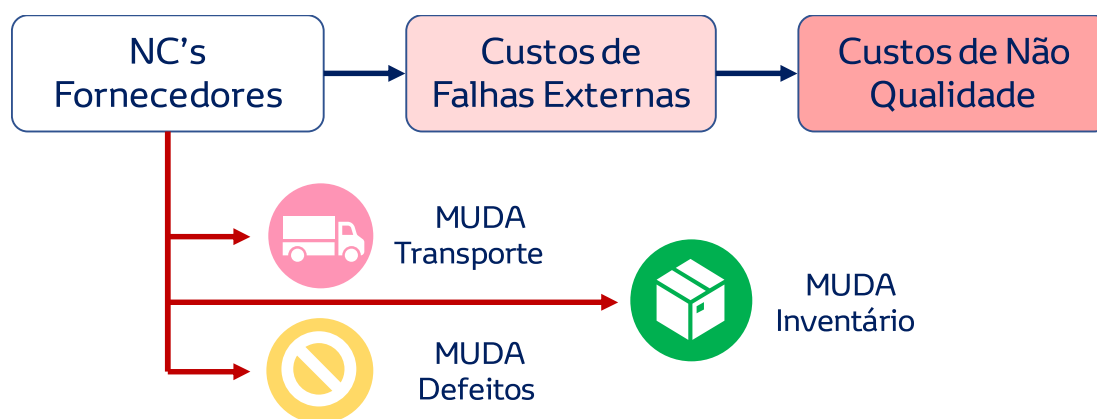 NC’s
Fornecedores
Custos de
Falhas Externas
Custos de Não
Qualidade
MUDA
Transporte
MUDA
Inventário
MUDA
Defeitos